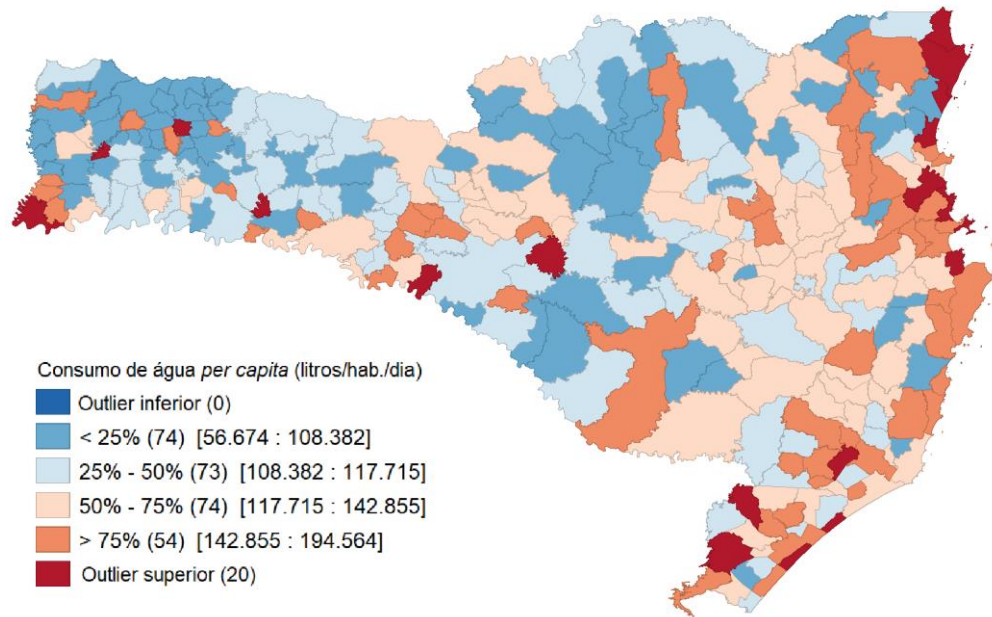 Consumo de água per capita (litros/hab./dia)
Outlier inferior (0)
< 25% (74) [56.674 : 108.382]
25% - 50% (73) [108.382 : 117.715]
50% - 75% (74) [117.715 : 142.855]
> 75% (54) [142.855 : 194.564]
Outlier superior (20)